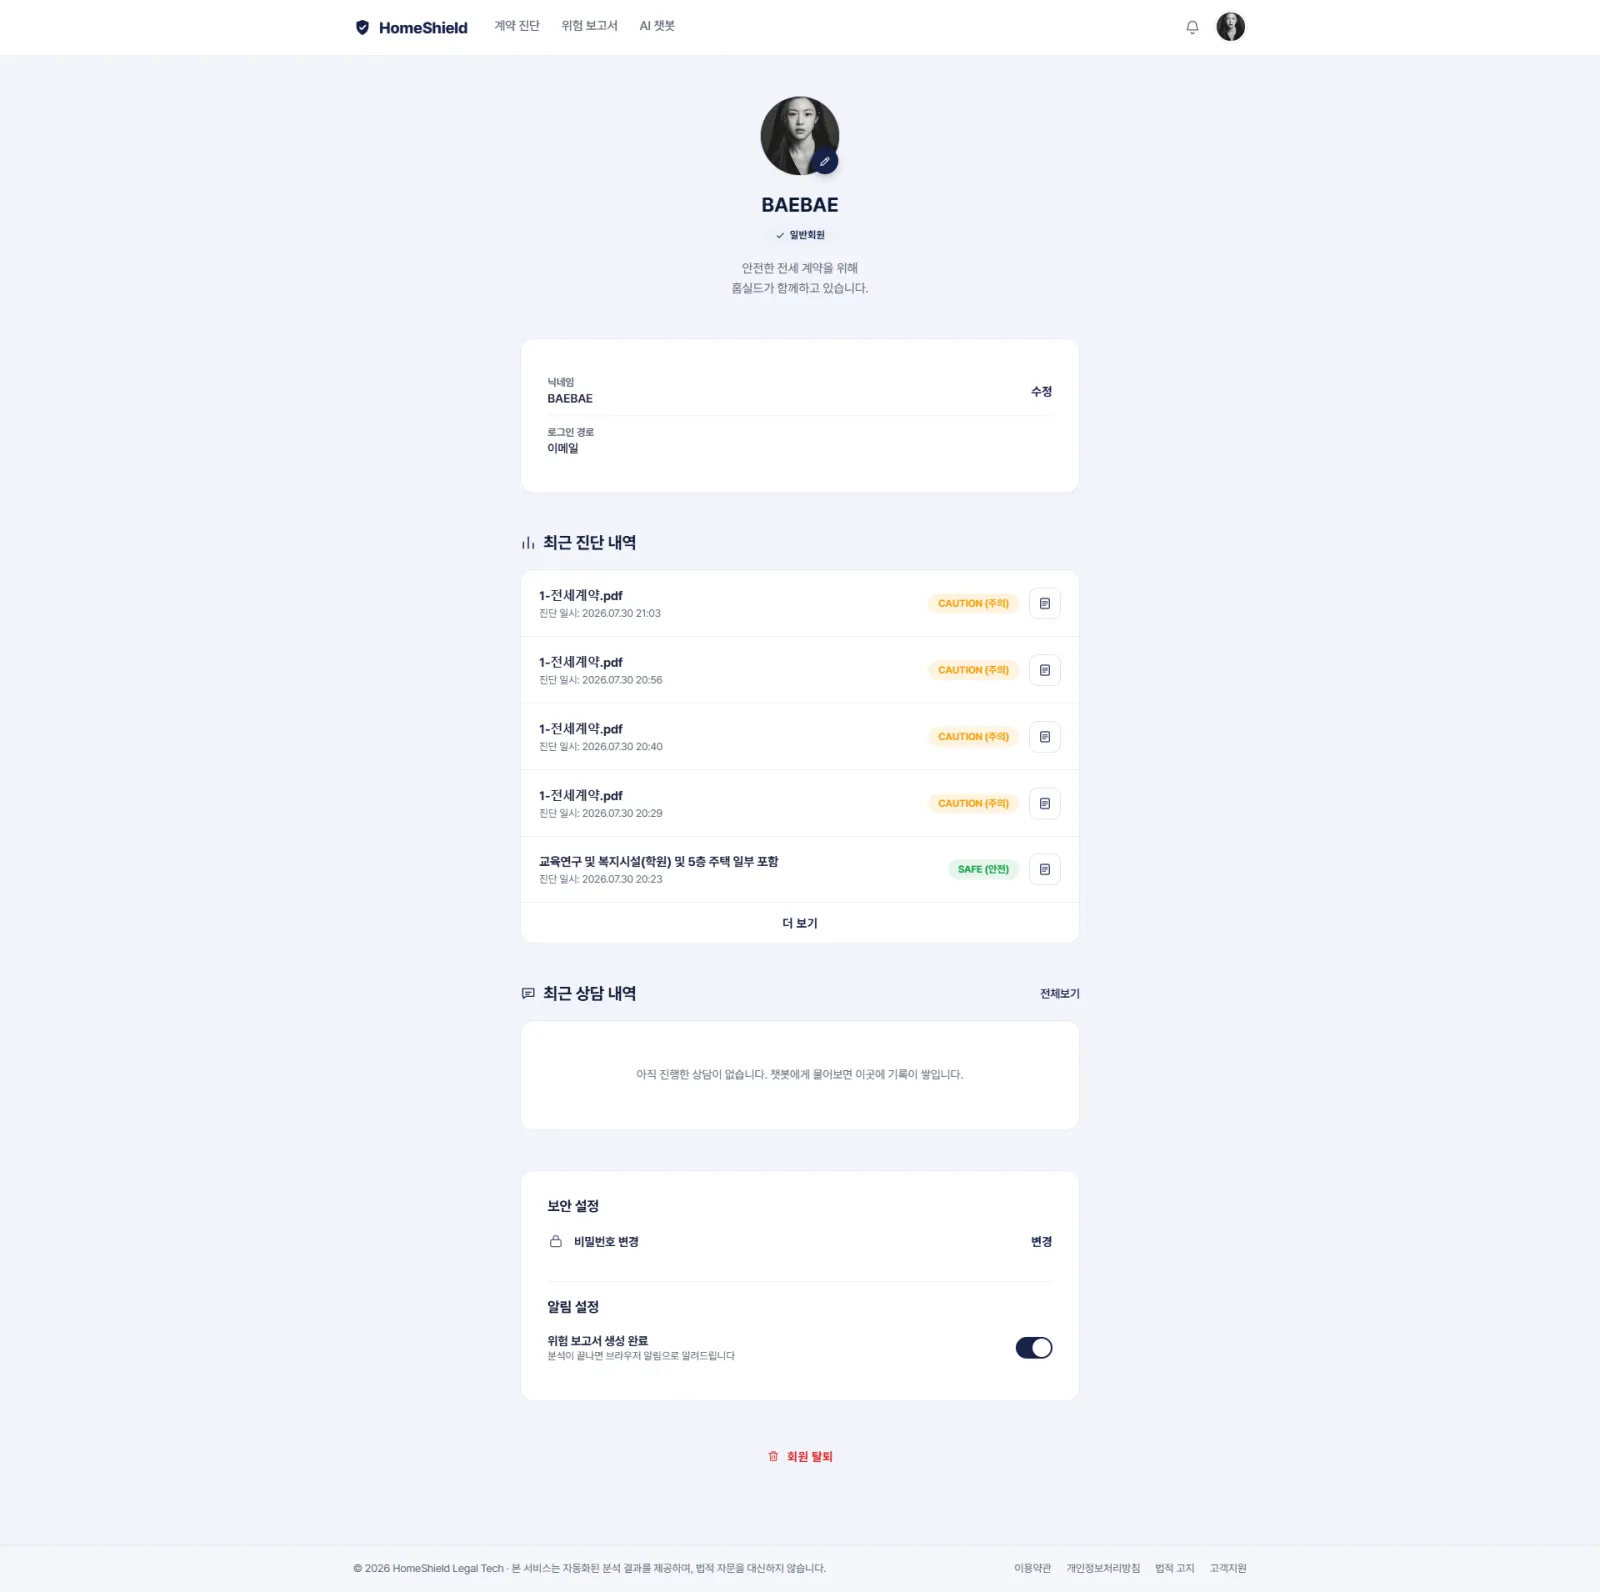 HomeShield
계약 진단
위험 보고서
AI 챗봇
BAEBAE
일반회원
안전한 전세 계약을 위해
홈실드가 함께하고 있습니다.
닉네임
BAEBAE
수정
로그인 경로
이메일
최근 진단 내역
1-전세계약.pdf
진단 일시: 2026.07.30 21:03
CAUTION (주의)
1-전세계약.pdf
진단 일시: 2026.07.30 20:56
CAUTION (주의)
1-전세계약.pdf
진단 일시: 2026.07.30 20:40
CAUTION (주의)
1-전세계약.pdf
진단 일시: 2026.07.30 20:29
CAUTION (주의)
교육연구 및 복지시설(학원) 및 5층 주택 일부 포함
진단 일시: 2026.07.30 20:23
SAFE (안전)
더 보기
최근 상담 내역
전체보기
아직 진행한 상담이 없습니다. 챗봇에게 물어보면 이곳에 기록이 쌓입니다.
보안 설정
비밀번호 변경
변경
알림 설정
위험 보고서 생성 완료
분석이 끝나면 브라우저 알림으로 알려드립니다
회원 탈퇴
© 2026 HomeShield Legal Tech · 본 서비스는 자동화된 분석 결과를 제공하며, 법적 자문을 대신하지 않습니다.
이용약관
개인정보처리방침
법적 고지
고객지원